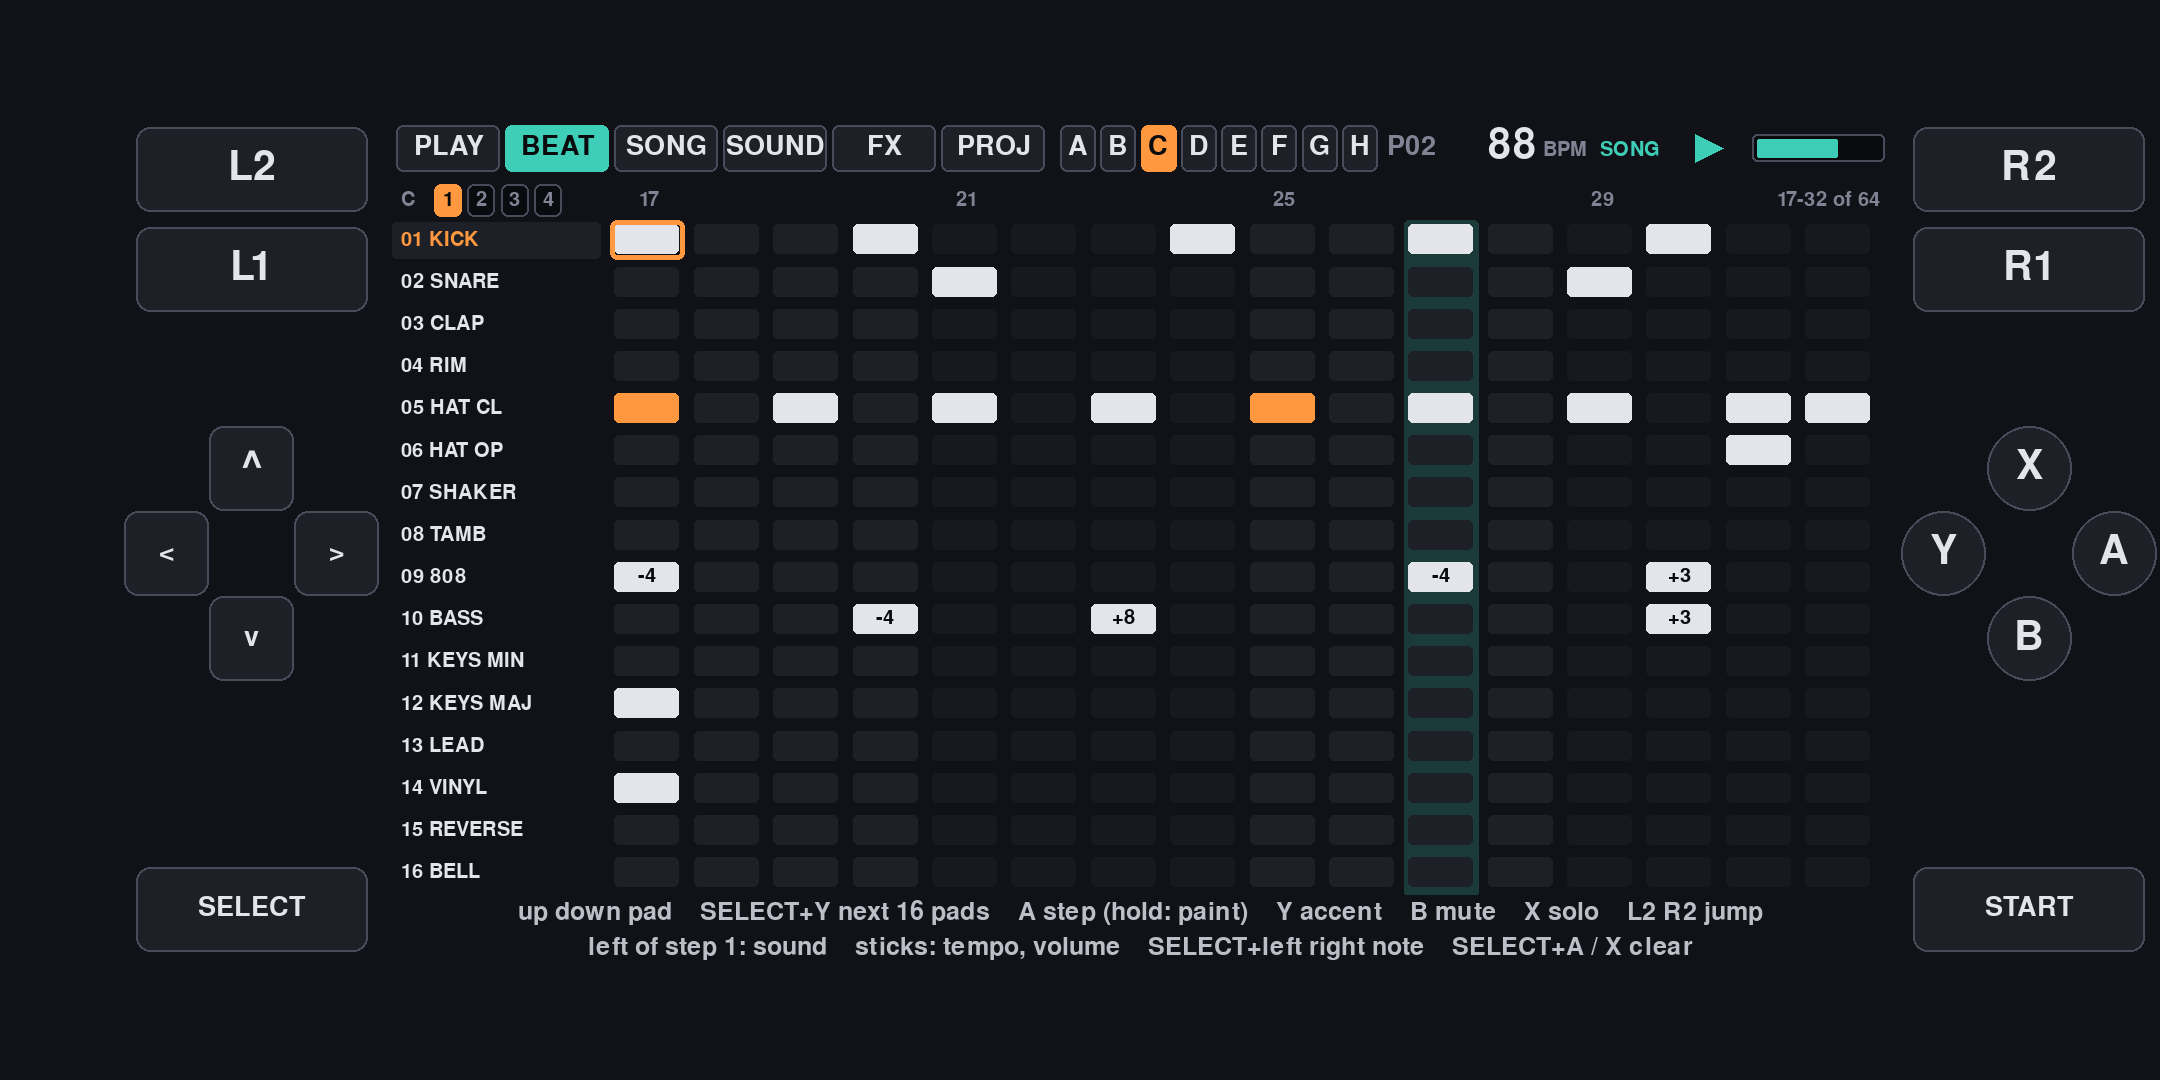 L2
L1
PLAY BEAT SONG SOUND FX PROJ A B C D E F G H P02 88 BPM SONG
R2
R1
C 1 2 3 4 17 21 25 29 17-32 of 64
01 KICK
02 SNARE
03 CLAP
04 RIM
05 HAT CL
06 HAT OP
07 SHAKER
08 TAMB
09 808 -4 -4 +3
10 BASS -4 +8 +3
11 KEYS MIN
12 KEYS MAJ
13 LEAD
14 VINYL
15 REVERSE
16 BELL
^
< >
v
X
Y A
B
SELECT
START
up down pad SELECT+Y next 16 pads A step (hold: paint) Y accent B mute X solo L2 R2 jump
left of step 1: sound sticks: tempo, volume SELECT+left right note SELECT+A / X clear